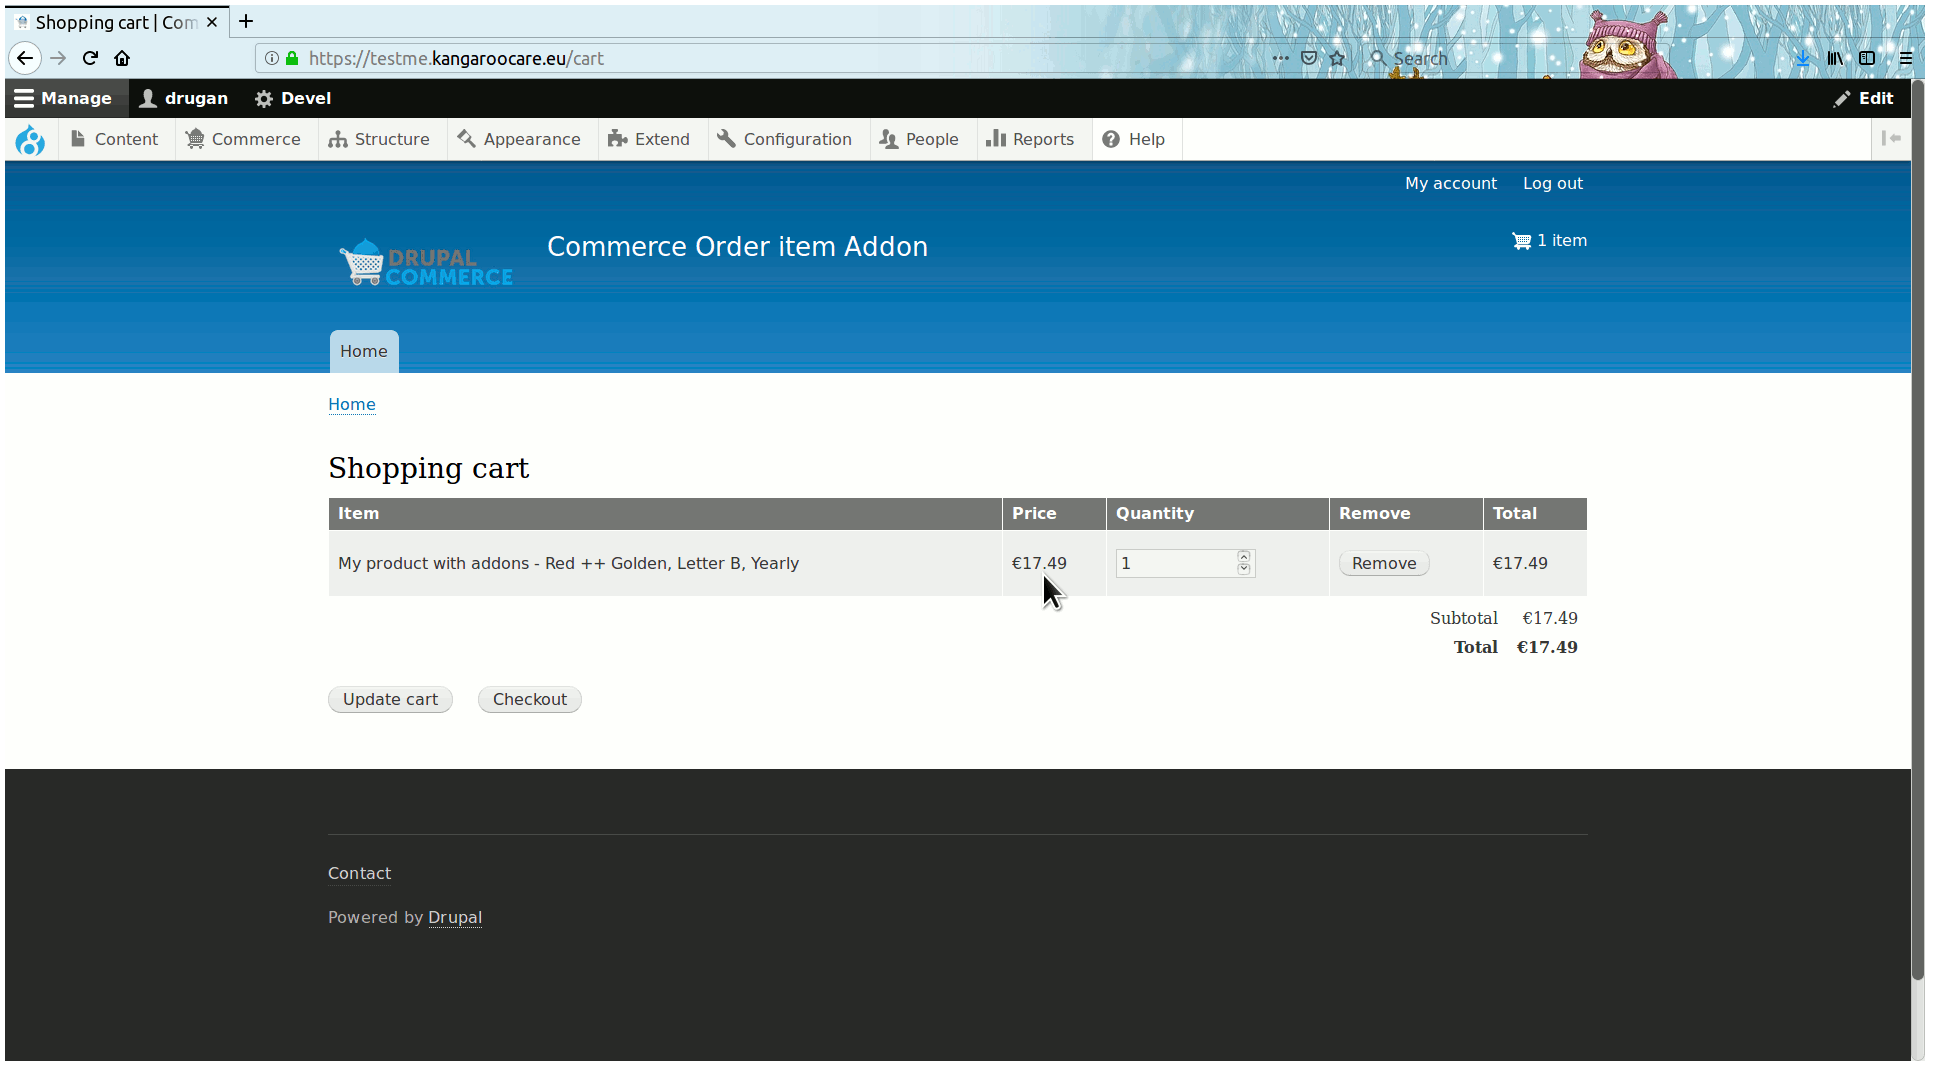 Shopping cart | Com
https://testme.kangaroocare.eu/cart
Search
Manage drugan Devel Edit
Content Commerce Structure Appearance Extend Configuration People Reports Help
My account Log out
DRUPAL
COMMERCE
Commerce Order item Addon
1 item
Home
Home
Shopping cart
Item Price Quantity Remove Total
My product with addons - Red ++ Golden, Letter B, Yearly €17.49 1 Remove €17.49
Subtotal €17.49
Total €17.49
Update cart Checkout
Contact
Powered by Drupal